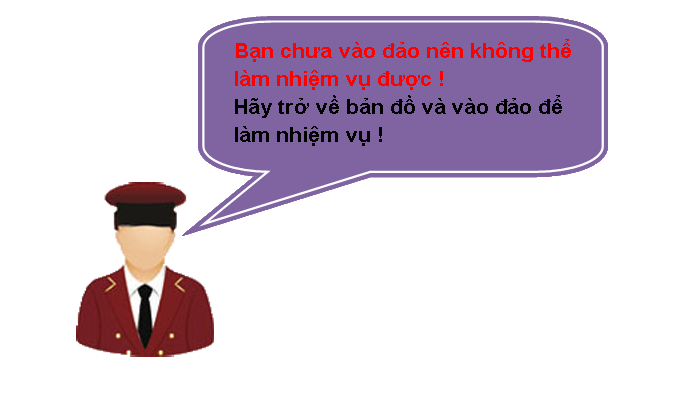 Bạn chưa vào đảo nên không thể
làm nhiệm vụ được !
Hãy trở về bản đồ và vào đảo để
làm nhiệm vụ !